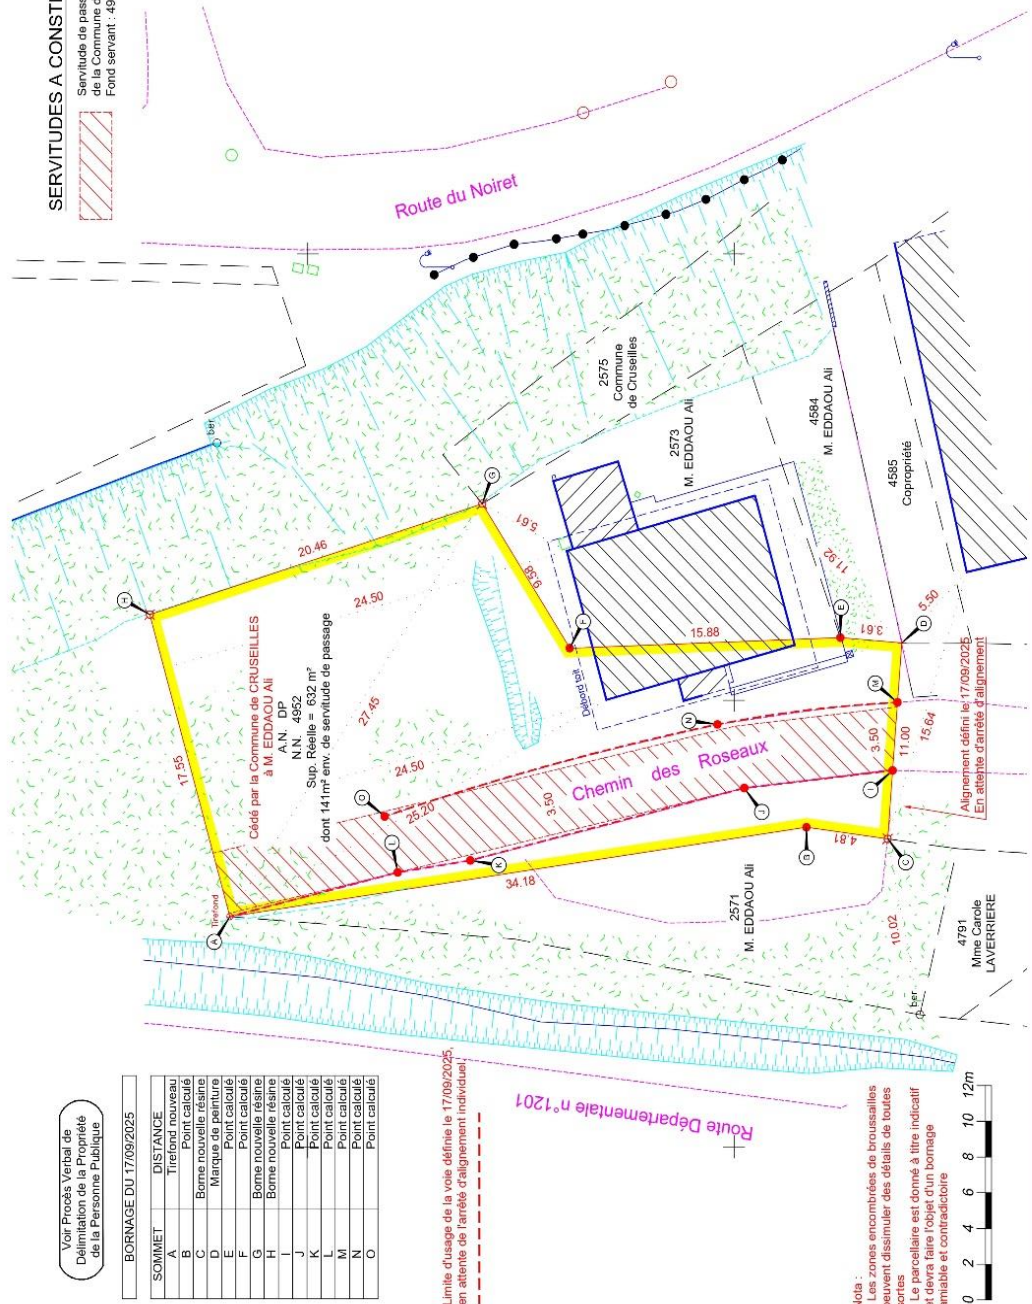 SERVITUDES A CONSTI
Servitude de pass
de la Commune d
Fond servant : 49
Route du Noiret
ber
H
20.46
G
17.55
24.50
5.61
9.58
Cédé par la Commune de CRUSEILLES
à M. EDDAOU Ali
A.N. DP
N.N. 4952
Sup. Réelle = 632 m²
dont 141m² env. de servitude de passage
27.45
24.50
2575
Commune
de Cruseilles
2573
M. EDDAOU Ali
4584
M. EDDAOU Ali
4585
Copropriété
F
15.88
11.92
E
3.61
D
5.50
Débord toit
N
M
O
25.20
3.50
Chemin des Roseaux
3.50
11.00
15.64
Alignement défini le 17/09/2025
En attente d'arrêté d'alignement
Tirefond
A
L
K
J
I
34.18
B
4.81
C
2571
M. EDDAOU Ali
10.02
4791
Mme Carole
LAVERRIERE
ber
Route Départementale n°1201
Voir Procès Verbal de
Délimitation de la Propriété
de la Personne Publique
BORNAGE DU 17/09/2025
SOMMET DISTANCE
A Tirefond nouveau
B Point calculé
C Borne nouvelle résine
D Marque de peinture
E Point calculé
F Point calculé
G Borne nouvelle résine
H Borne nouvelle résine
I Point calculé
J Point calculé
K Point calculé
L Point calculé
M Point calculé
N Point calculé
O Point calculé
Limite d'usage de la voie définie le 17/09/2025,
en attente de l'arrêté d'alignement individuel
Nota :
Les zones encombrées de broussailles
peuvent dissimuler des détails de toutes
sortes
Le parcellaire est donné à titre indicatif
et devra faire l'objet d'un bornage
amiable et contradictoire
0 2 4 6 8 10 12m